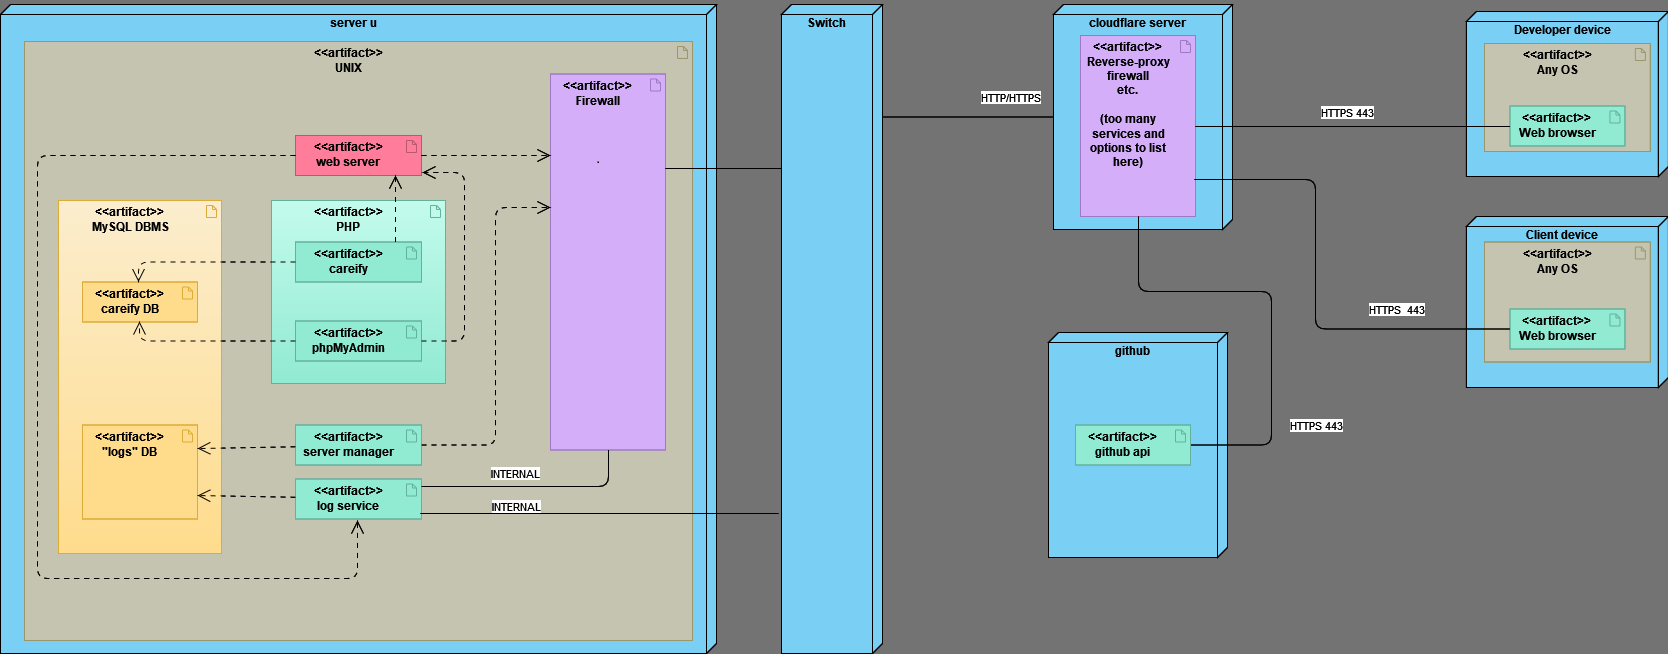 server u
<<artifact>>
UNIX
<<artifact>>
Firewall
.
<<artifact>>
web server
<<artifact>>
MySQL DBMS
<<artifact>>
careify DB
<<artifact>>
"logs" DB
<<artifact>>
PHP
<<artifact>>
careify
<<artifact>>
phpMyAdmin
<<artifact>>
server manager
<<artifact>>
log service
INTERNAL
INTERNAL
Switch
HTTP/HTTPS
cloudflare server
<<artifact>>
Reverse-proxy
firewall
etc.
(too many
services and
options to list
here)
github
<<artifact>>
github api
HTTPS 443
HTTPS 443
HTTPS  443
Developer device
<<artifact>>
Any OS
<<artifact>>
Web browser
Client device
<<artifact>>
Any OS
<<artifact>>
Web browser